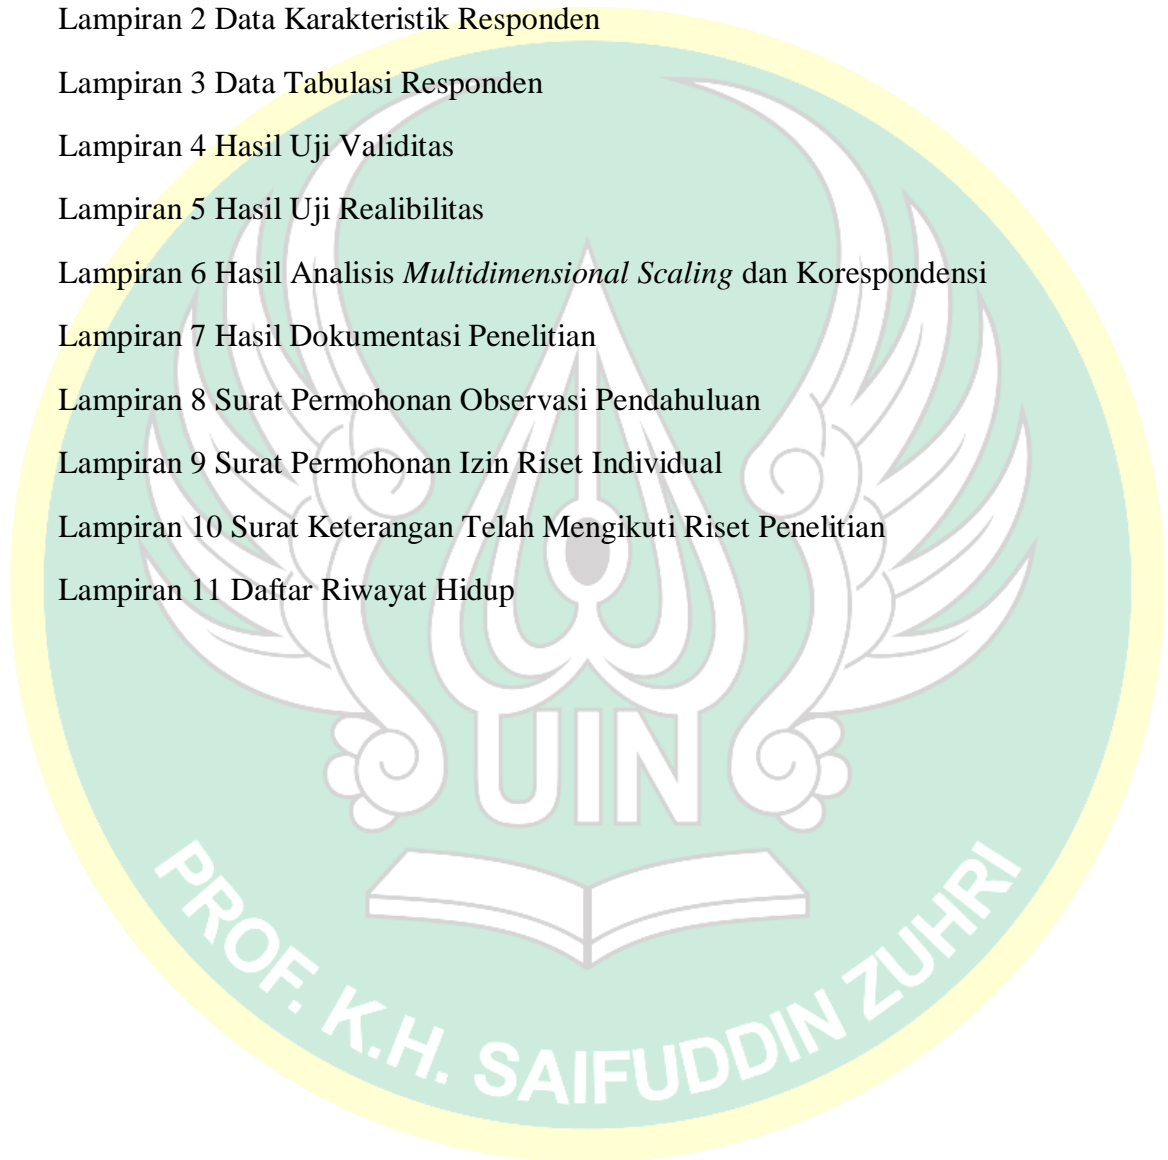 Lampiran 2 Data Karakteristik Responden
Lampiran 3 Data Tabulasi Responden
Lampiran 4 Hasil Uji Validitas
Lampiran 5 Hasil Uji Realibilitas
Lampiran 6 Hasil Analisis Multidimensional Scaling dan Korespondensi
Lampiran 7 Hasil Dokumentasi Penelitian
Lampiran 8 Surat Permohonan Observasi Pendahuluan
Lampiran 9 Surat Permohonan Izin Riset Individual
Lampiran 10 Surat Keterangan Telah Mengikuti Riset Penelitian
Lampiran 11 Daftar Riwayat Hidup
UIN
PROF. K.H. SAIFUDDIN ZUHRI